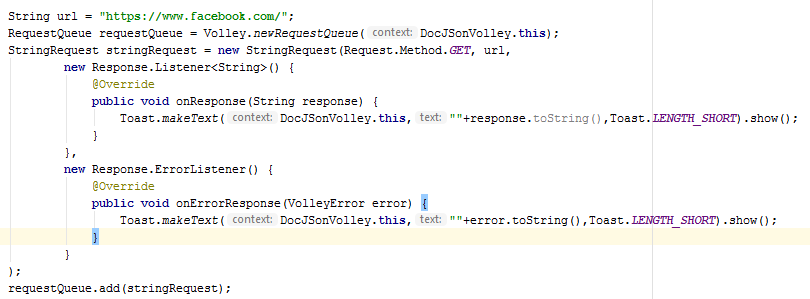 String url = "https://www.facebook.com/";
RequestQueue requestQueue = Volley.newRequestQueue( context: DocJSonVolley.this);
StringRequest stringRequest = new StringRequest(Request.Method.GET, url,
        new Response.Listener<String>() {
            @Override
            public void onResponse(String response) {
                Toast.makeText( context: DocJSonVolley.this, text: ""+response.toString(),Toast.LENGTH_SHORT).show();
            }
        },
        new Response.ErrorListener() {
            @Override
            public void onErrorResponse(VolleyError error) {
                Toast.makeText( context: DocJSonVolley.this, text: ""+error.toString(),Toast.LENGTH_SHORT).show();
            }
        }
);
requestQueue.add(stringRequest);